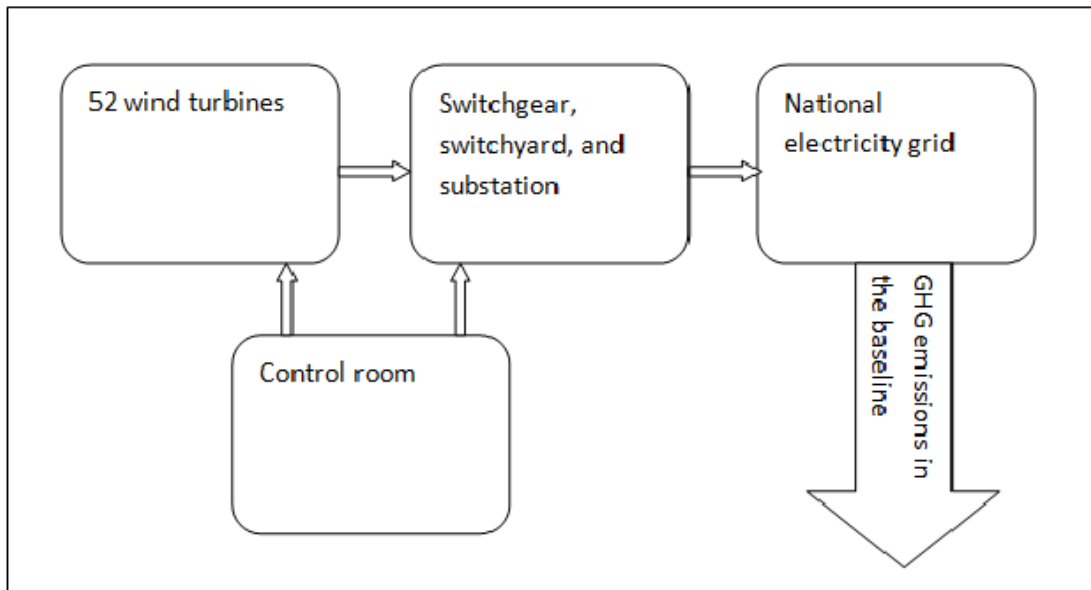 52 wind turbines
Switchgear,
switchyard, and
substation
National
electricity grid
Control room
GHG emissions in
the baseline